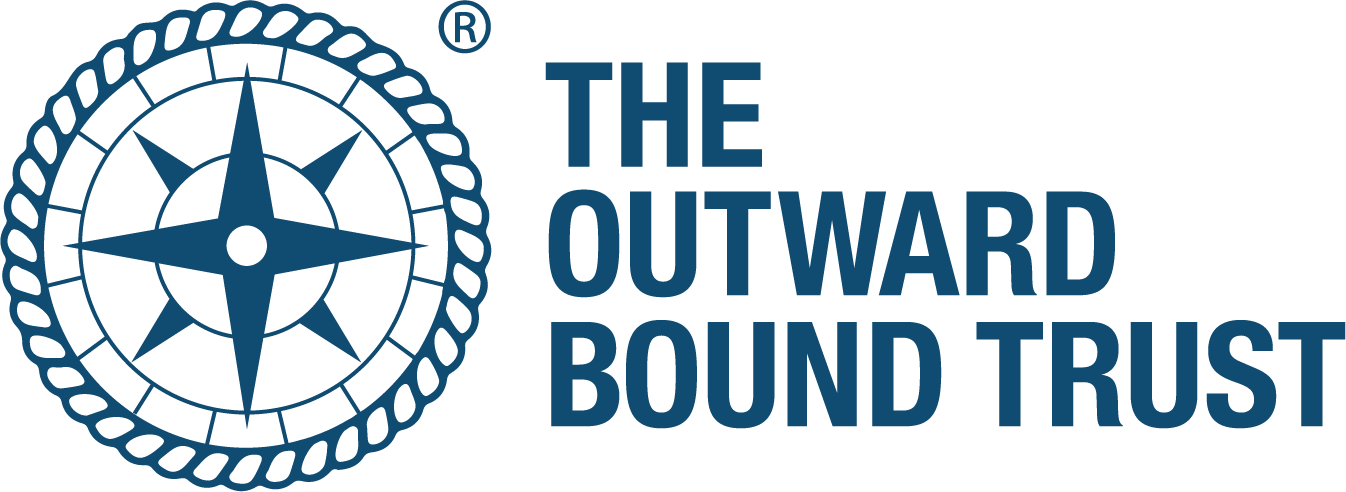 ®
THE
OUTWARD
BOUND TRUST